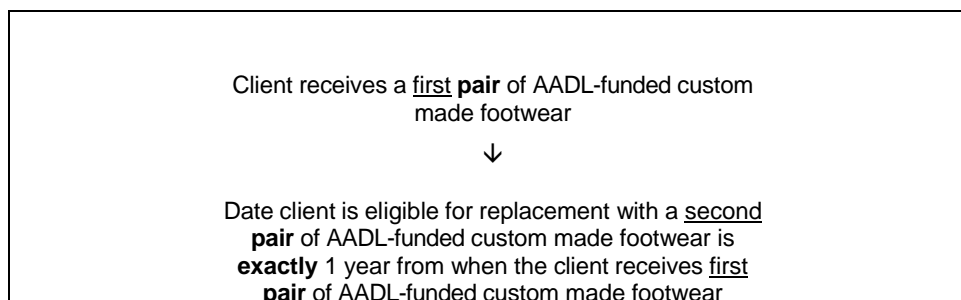 Client receives a first pair of AADL-funded custom
made footwear
↓
Date client is eligible for replacement with a second
pair of AADL-funded custom made footwear is
exactly 1 year from when the client receives first
pair of AADL-funded custom made footwear